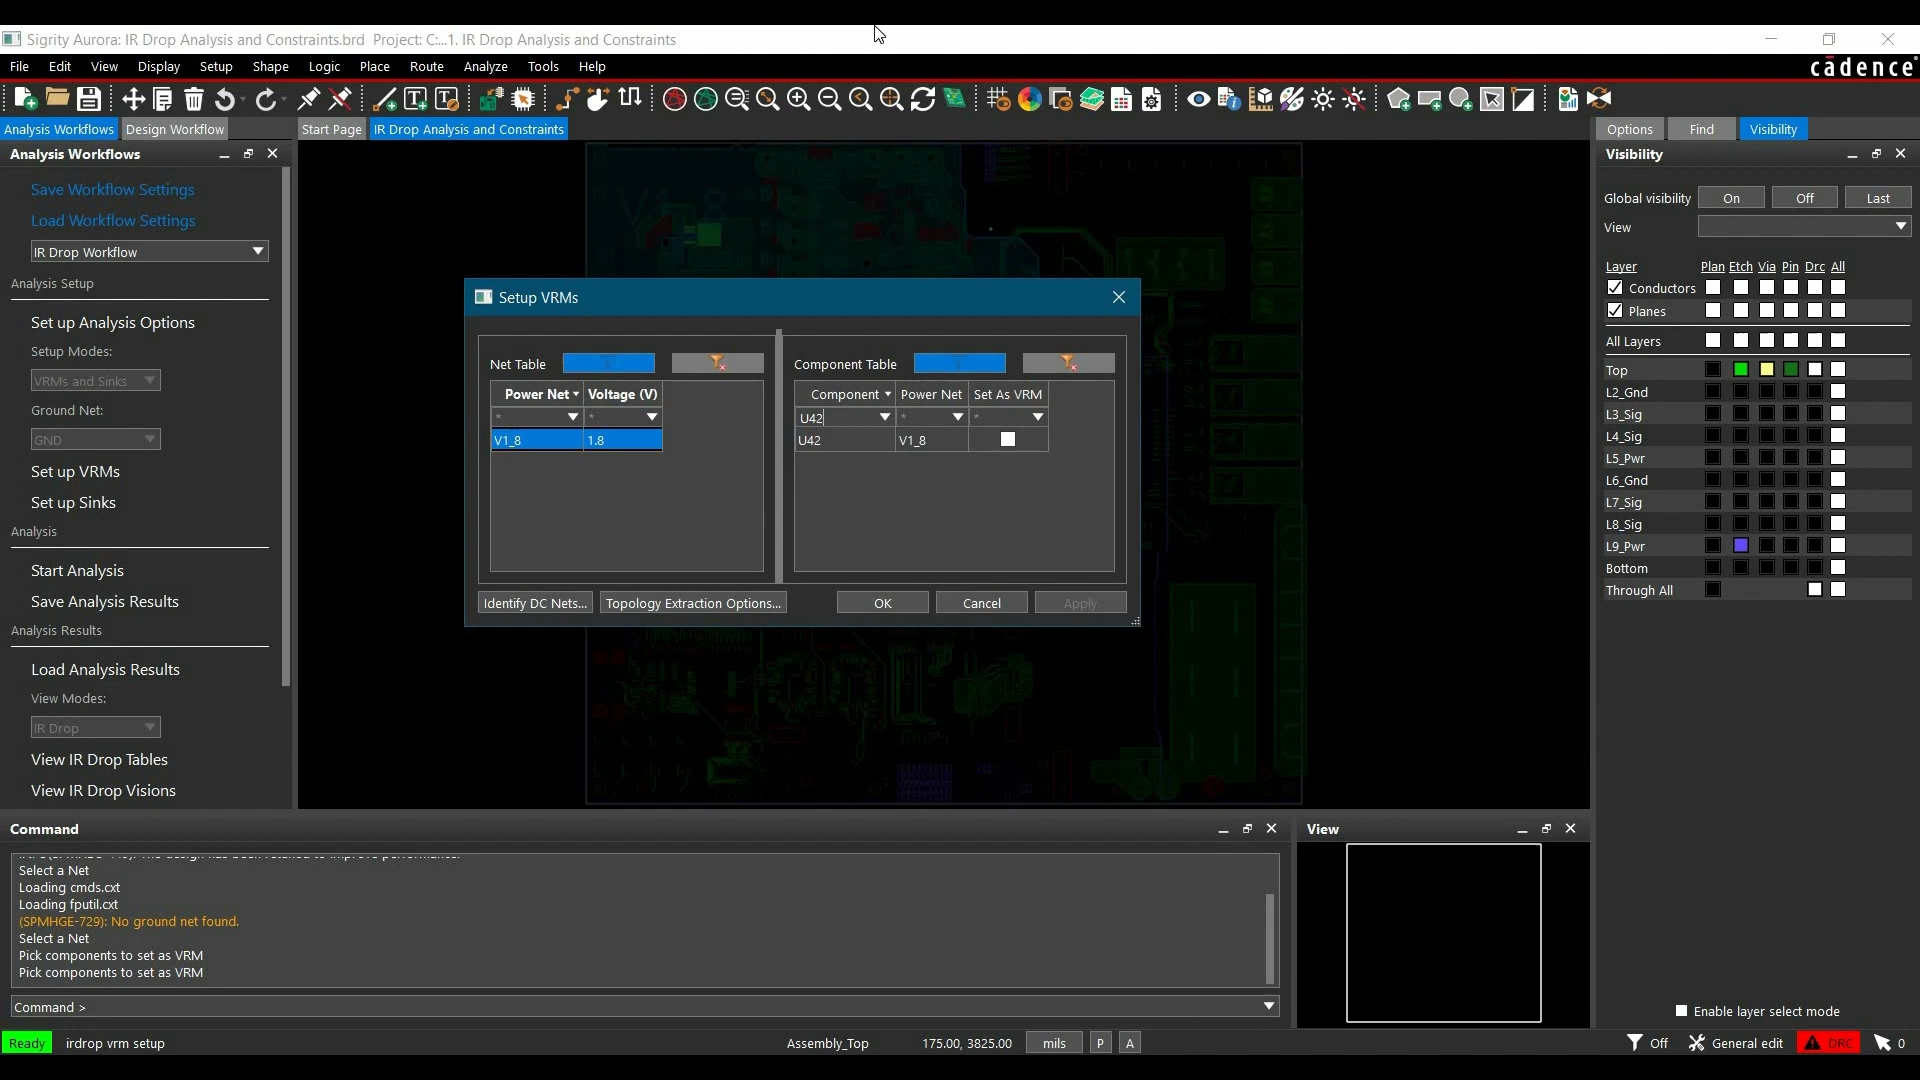 Sigrity Aurora: IR Drop Analysis and Constraints.brd  Project: C:...1. IR Drop Analysis and Constraints
File Edit View Display Setup Shape Logic Place Route Analyze Tools Help
cādence
Analysis Workflows Design Workflow Start Page IR Drop Analysis and Constraints Options Find Visibility
Analysis Workflows
Save Workflow Settings
Load Workflow Settings
IR Drop Workflow
Analysis Setup
Set up Analysis Options
Setup Modes:
VRMs and Sinks
Ground Net:
GND
Set up VRMs
Set up Sinks
Analysis
Start Analysis
Save Analysis Results
Analysis Results
Load Analysis Results
View Modes:
IR Drop
View IR Drop Tables
View IR Drop Visions
Setup VRMs
Net Table
Power Net Voltage (V)
* *
V1_8 1.8
Component Table
Component Power Net Set As VRM
U42 * *
U42 V1_8
Identify DC Nets... Topology Extraction Options... OK Cancel Apply
Visibility
Global visibility On Off Last
View
Layer Plan Etch Via Pin Drc All
Conductors
Planes
All Layers
Top
L2_Gnd
L3_Sig
L4_Sig
L5_Pwr
L6_Gnd
L7_Sig
L8_Sig
L9_Pwr
Bottom
Through All
Enable layer select mode
Command
Select a Net
Loading cmds.cxt
Loading fputil.cxt
(SPMHGE-729): No ground net found.
Select a Net
Pick components to set as VRM
Pick components to set as VRM
Command >
View
Ready irdrop vrm setup Assembly_Top 175.00, 3825.00 mils P A Off General edit DRC 0